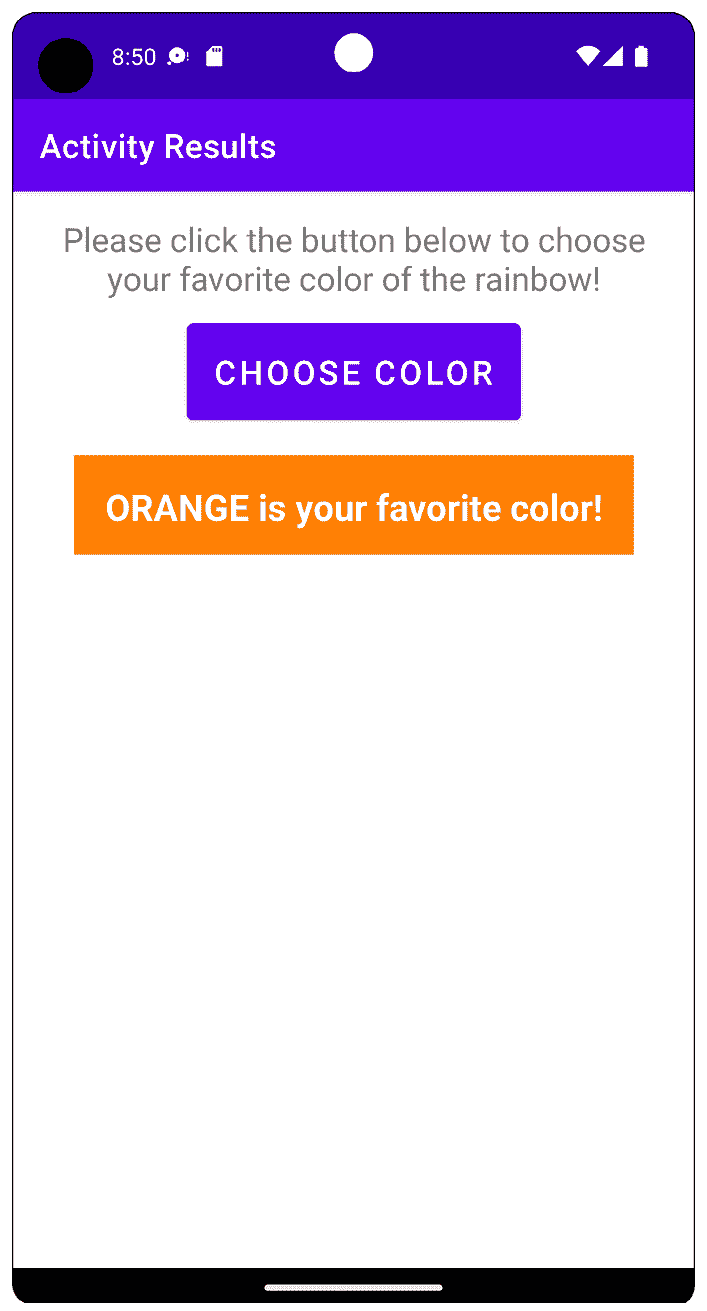 8:50
Activity Results
Please click the button below to choose
your favorite color of the rainbow!
CHOOSE COLOR
ORANGE is your favorite color!